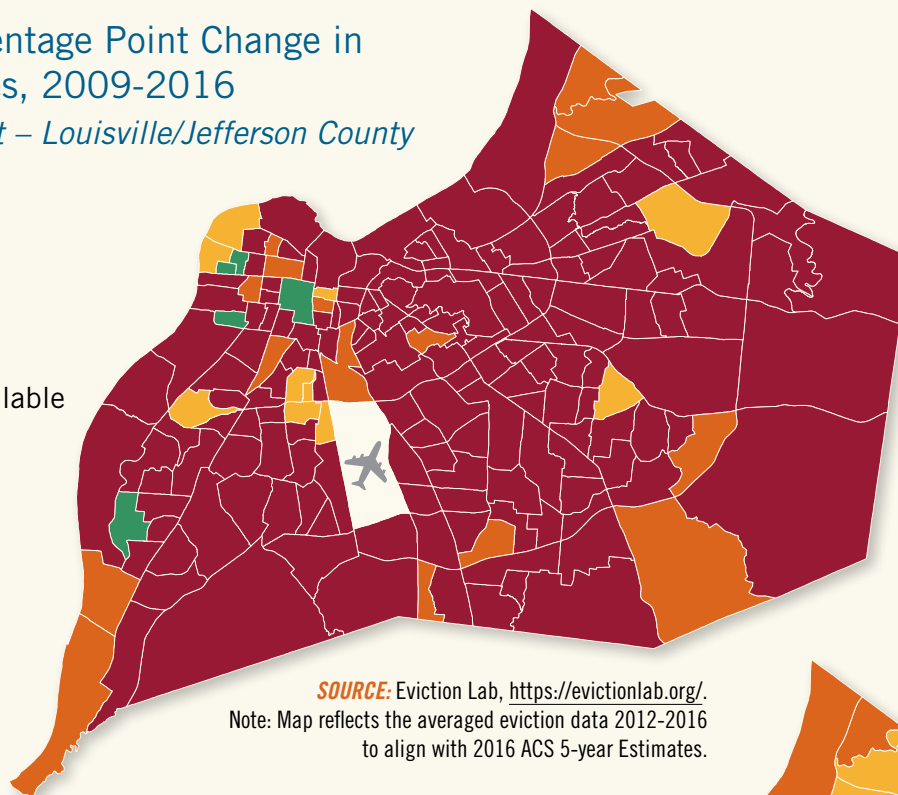 entage Point Change in
s, 2009-2016
t – Louisville/Jefferson County
lable
SOURCE: Eviction Lab, https://evictionlab.org/.
Note: Map reflects the averaged eviction data 2012-2016
to align with 2016 ACS 5-year Estimates.